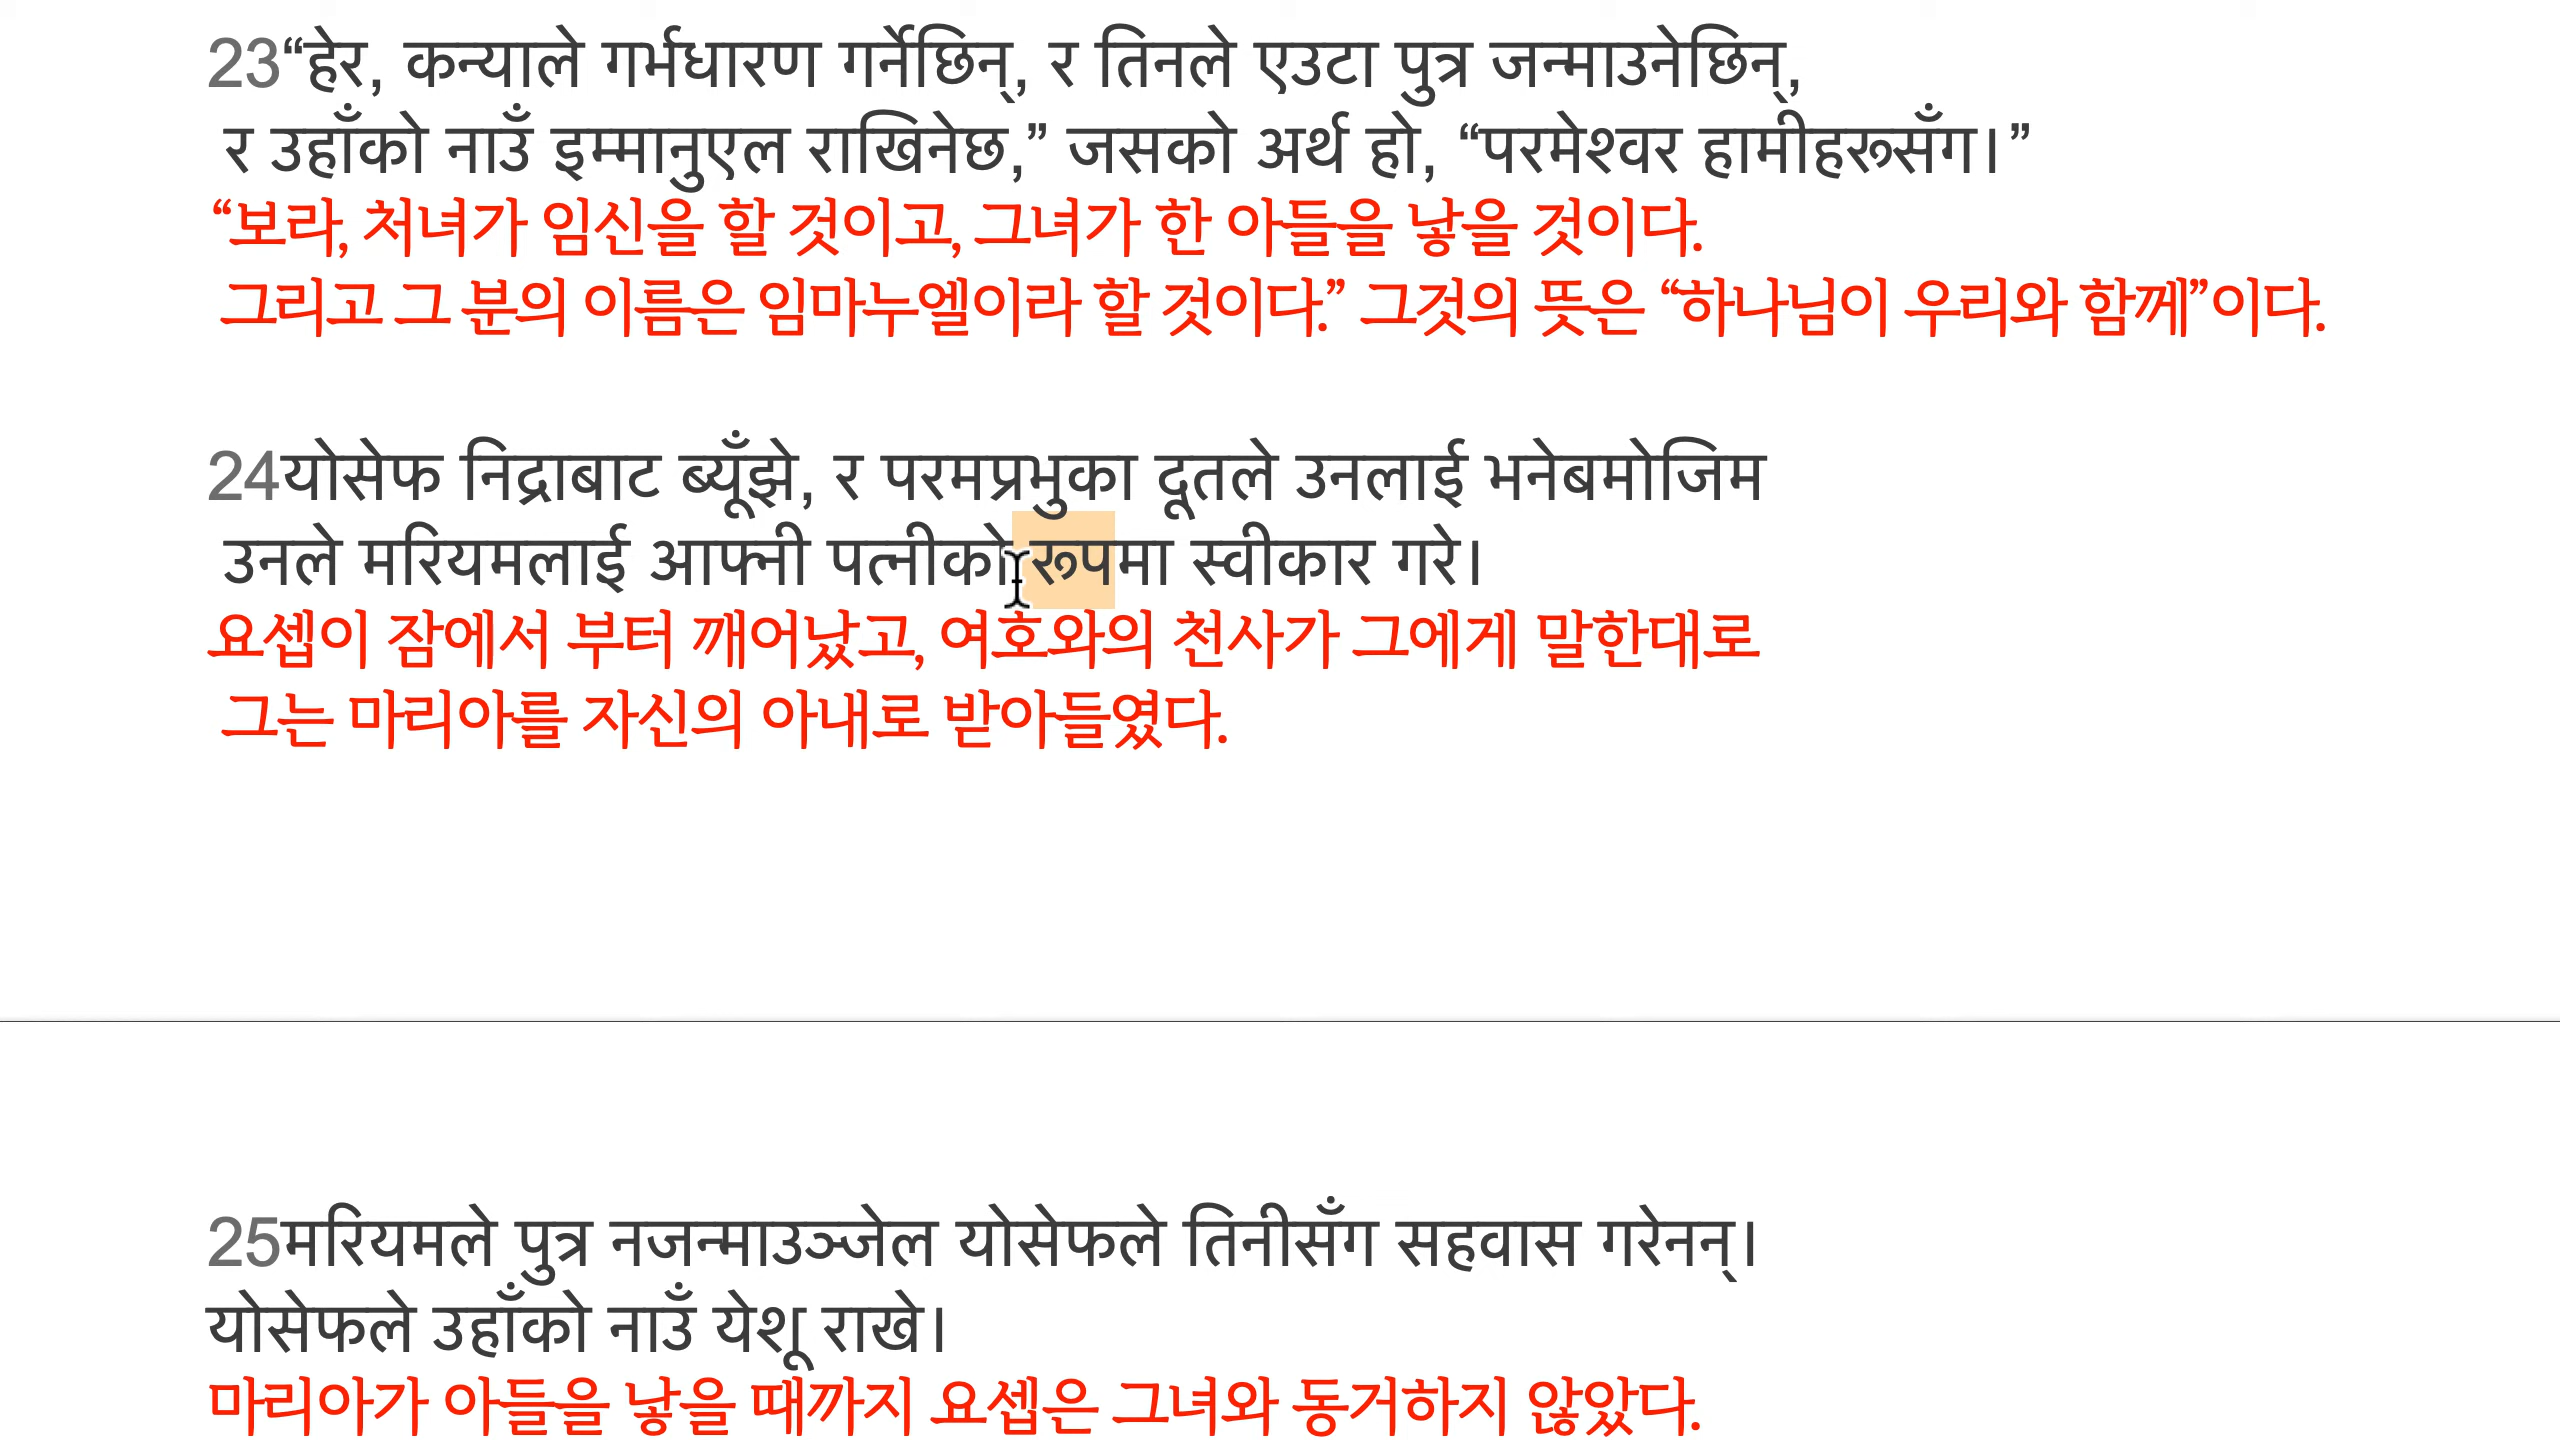 23“हेर, कन्याले गर्भधारण गर्नेछिन्, र तिनले एउटा पुत्र जन्माउनेछिन्,
र उहाँको नाउँ इम्मानुएल राखिनेछ,” जसको अर्थ हो, “परमेश्वर हामीहरूसँग।”
“보라, 처녀가 임신을 할 것이고, 그녀가 한 아들을 낳을 것이다.
그리고 그 분의 이름은 임마누엘이라 할 것이다.” 그것의 뜻은 “하나님이 우리와 함께”이다.
24योसेफ निद्राबाट ब्यूँझे, र परमप्रभुका दूतले उनलाई भनेबमोजिम
उनले मरियमलाई आफ्नी पत्नीको रूपमा स्वीकार गरे।
요셉이 잠에서 부터 깨어났고, 여호와의 천사가 그에게 말한대로
그는 마리아를 자신의 아내로 받아들였다.
25मरियमले पुत्र नजन्माउञ्जेल योसेफले तिनीसँग सहवास गरेनन्।
योसेफले उहाँको नाउँ येशू राखे।
마리아가 아들을 낳을 때까지 요셉은 그녀와 동거하지 않았다.